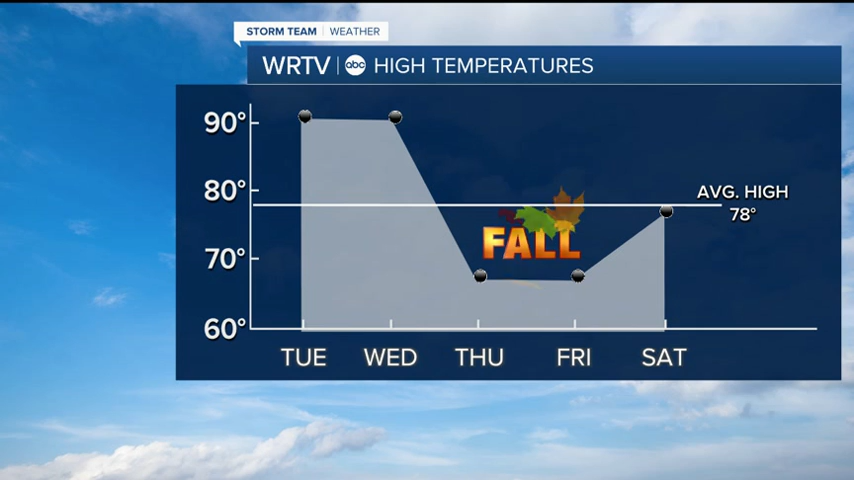 STORM TEAM | WEATHER
WRTV | abc HIGH TEMPERATURES
90°
80°
AVG. HIGH
78°
FALL
70°
60°
TUE WED THU FRI SAT